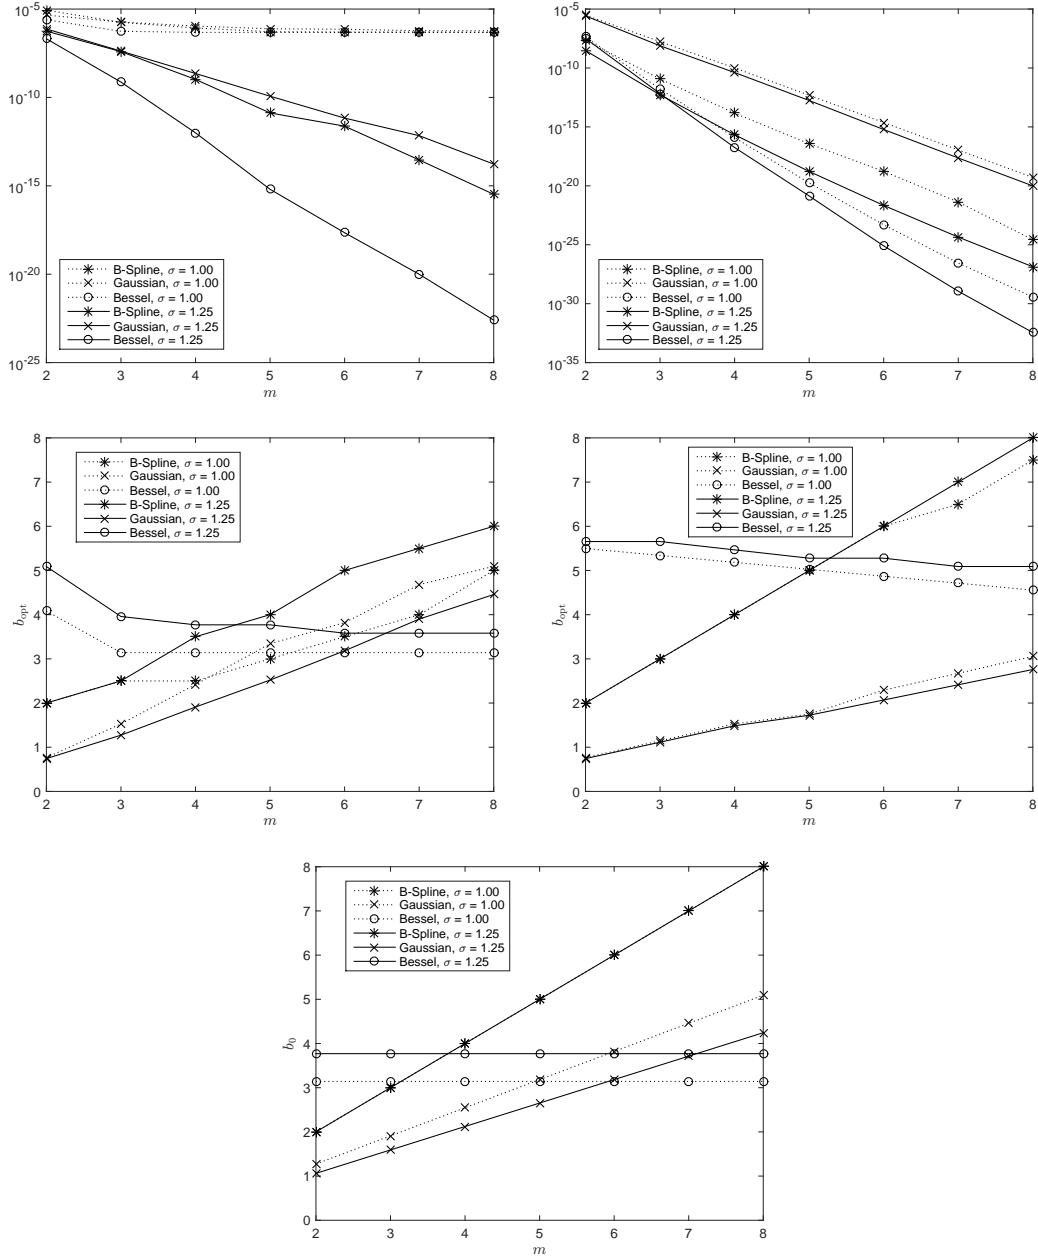 10^-5
10^-10
10^-15
10^-20
10^-25
B-Spline, σ = 1.00
Gaussian, σ = 1.00
Bessel, σ = 1.00
B-Spline, σ = 1.25
Gaussian, σ = 1.25
Bessel, σ = 1.25
2 3 4 5 6 7 8
m
10^-5
10^-10
10^-15
10^-20
10^-25
10^-30
10^-35
B-Spline, σ = 1.00
Gaussian, σ = 1.00
Bessel, σ = 1.00
B-Spline, σ = 1.25
Gaussian, σ = 1.25
Bessel, σ = 1.25
2 3 4 5 6 7 8
m
8
7
6
5
4
3
2
1
0
b_opt
B-Spline, σ = 1.00
Gaussian, σ = 1.00
Bessel, σ = 1.00
B-Spline, σ = 1.25
Gaussian, σ = 1.25
Bessel, σ = 1.25
2 3 4 5 6 7 8
m
8
7
6
5
4
3
2
1
0
b_opt
B-Spline, σ = 1.00
Gaussian, σ = 1.00
Bessel, σ = 1.00
B-Spline, σ = 1.25
Gaussian, σ = 1.25
Bessel, σ = 1.25
2 3 4 5 6 7 8
m
8
7
6
5
4
3
2
1
0
b_0
B-Spline, σ = 1.00
Gaussian, σ = 1.00
Bessel, σ = 1.00
B-Spline, σ = 1.25
Gaussian, σ = 1.25
Bessel, σ = 1.25
2 3 4 5 6 7 8
m